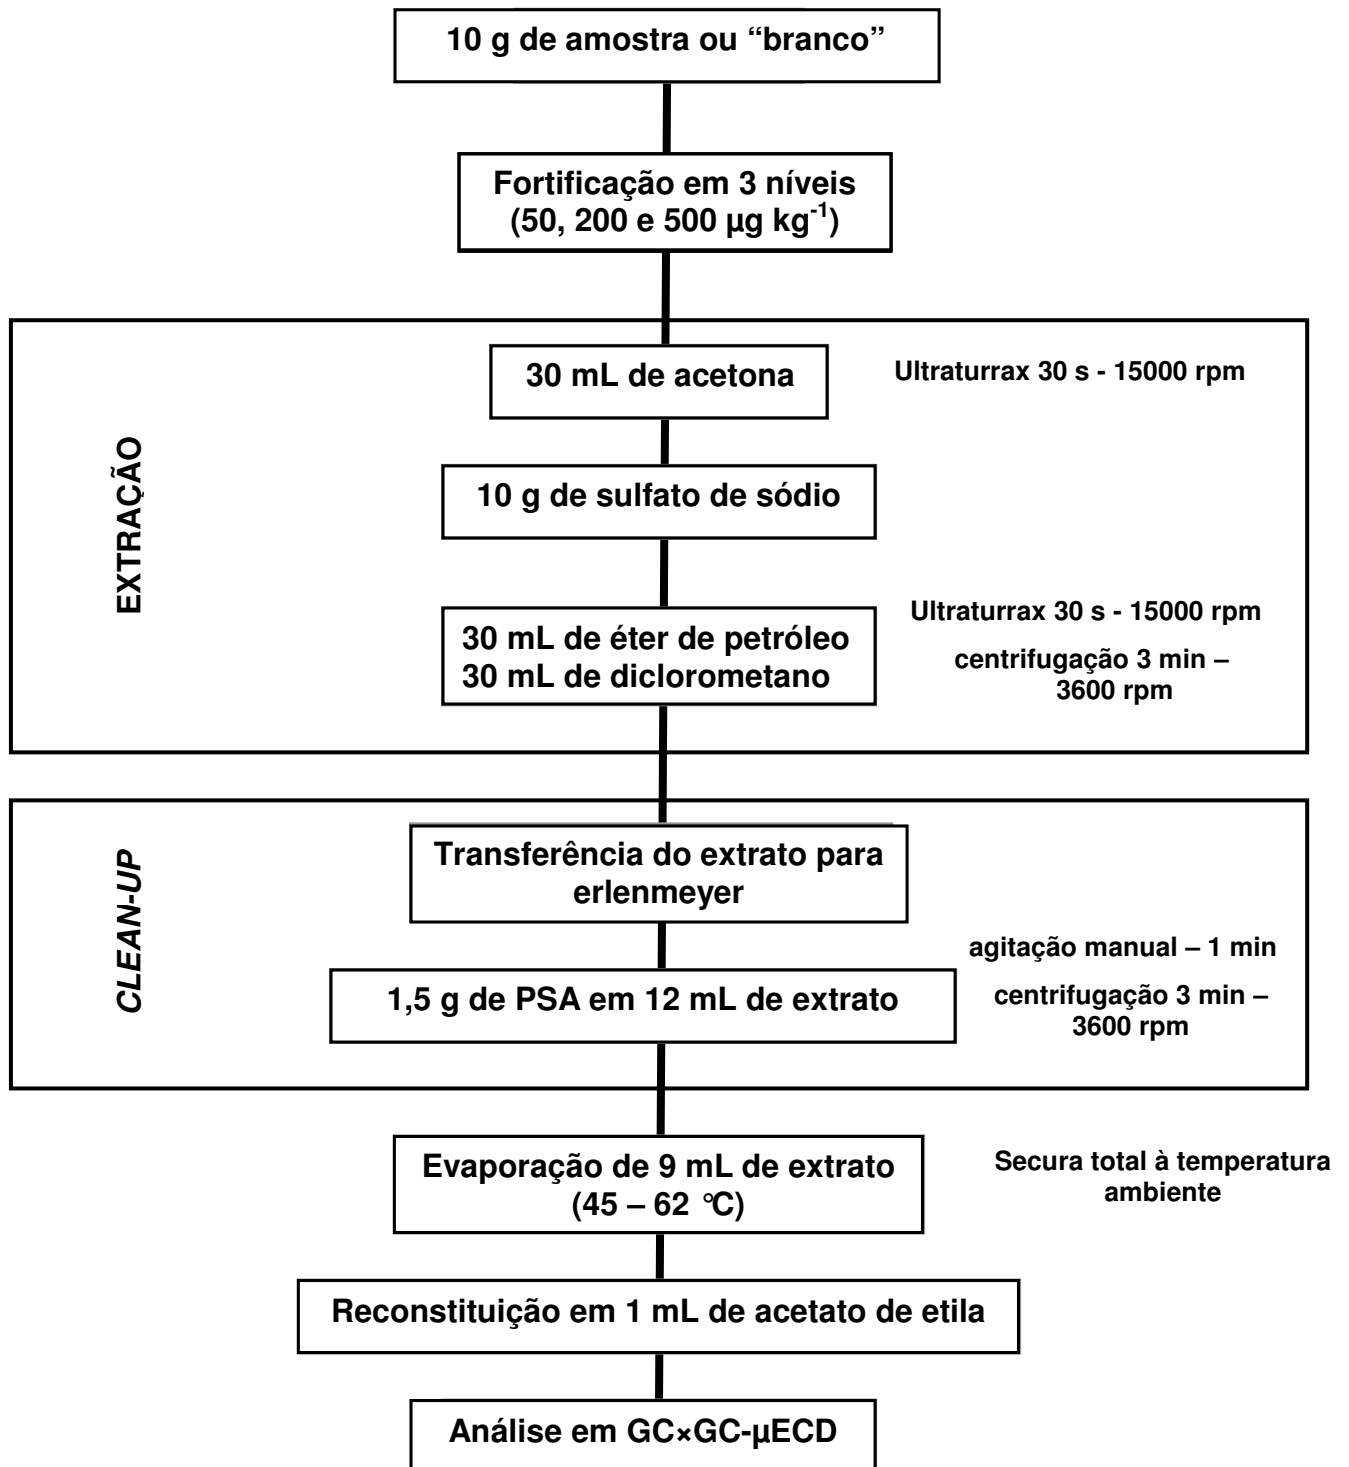 10 g de amostra ou “branco”
Fortificação em 3 níveis
(50, 200 e 500 µg kg⁻¹)
EXTRAÇÃO
30 mL de acetona
Ultraturrax 30 s - 15000 rpm
10 g de sulfato de sódio
30 mL de éter de petróleo
30 mL de diclorometano
Ultraturrax 30 s - 15000 rpm
centrifugação 3 min –
3600 rpm
CLEAN-UP
Transferência do extrato para
erlenmeyer
agitação manual – 1 min
1,5 g de PSA em 12 mL de extrato
centrifugação 3 min –
3600 rpm
Evaporação de 9 mL de extrato
(45 – 62 °C)
Secura total à temperatura
ambiente
Reconstituição em 1 mL de acetato de etila
Análise em GC×GC-µECD